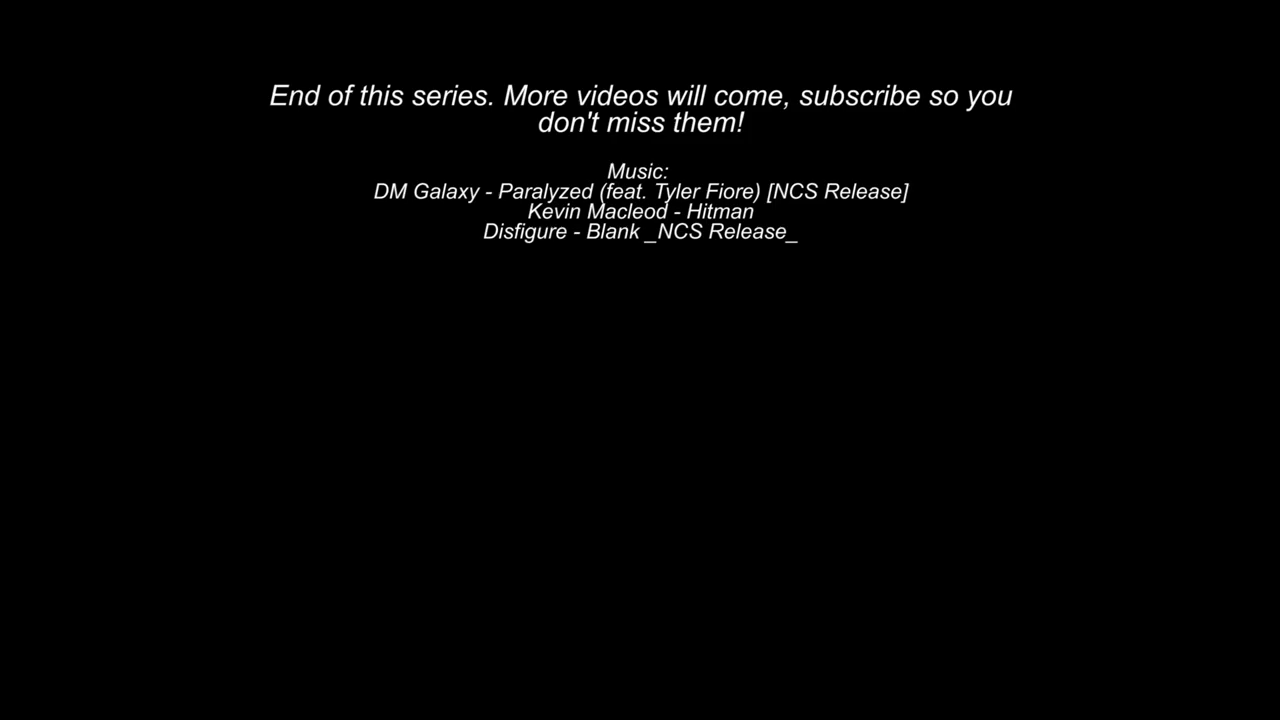 End of this series. More videos will come, subscribe so you
don't miss them!
Music:
DM Galaxy - Paralyzed (feat. Tyler Fiore) [NCS Release]
Kevin Macleod - Hitman
Disfigure - Blank _NCS Release_